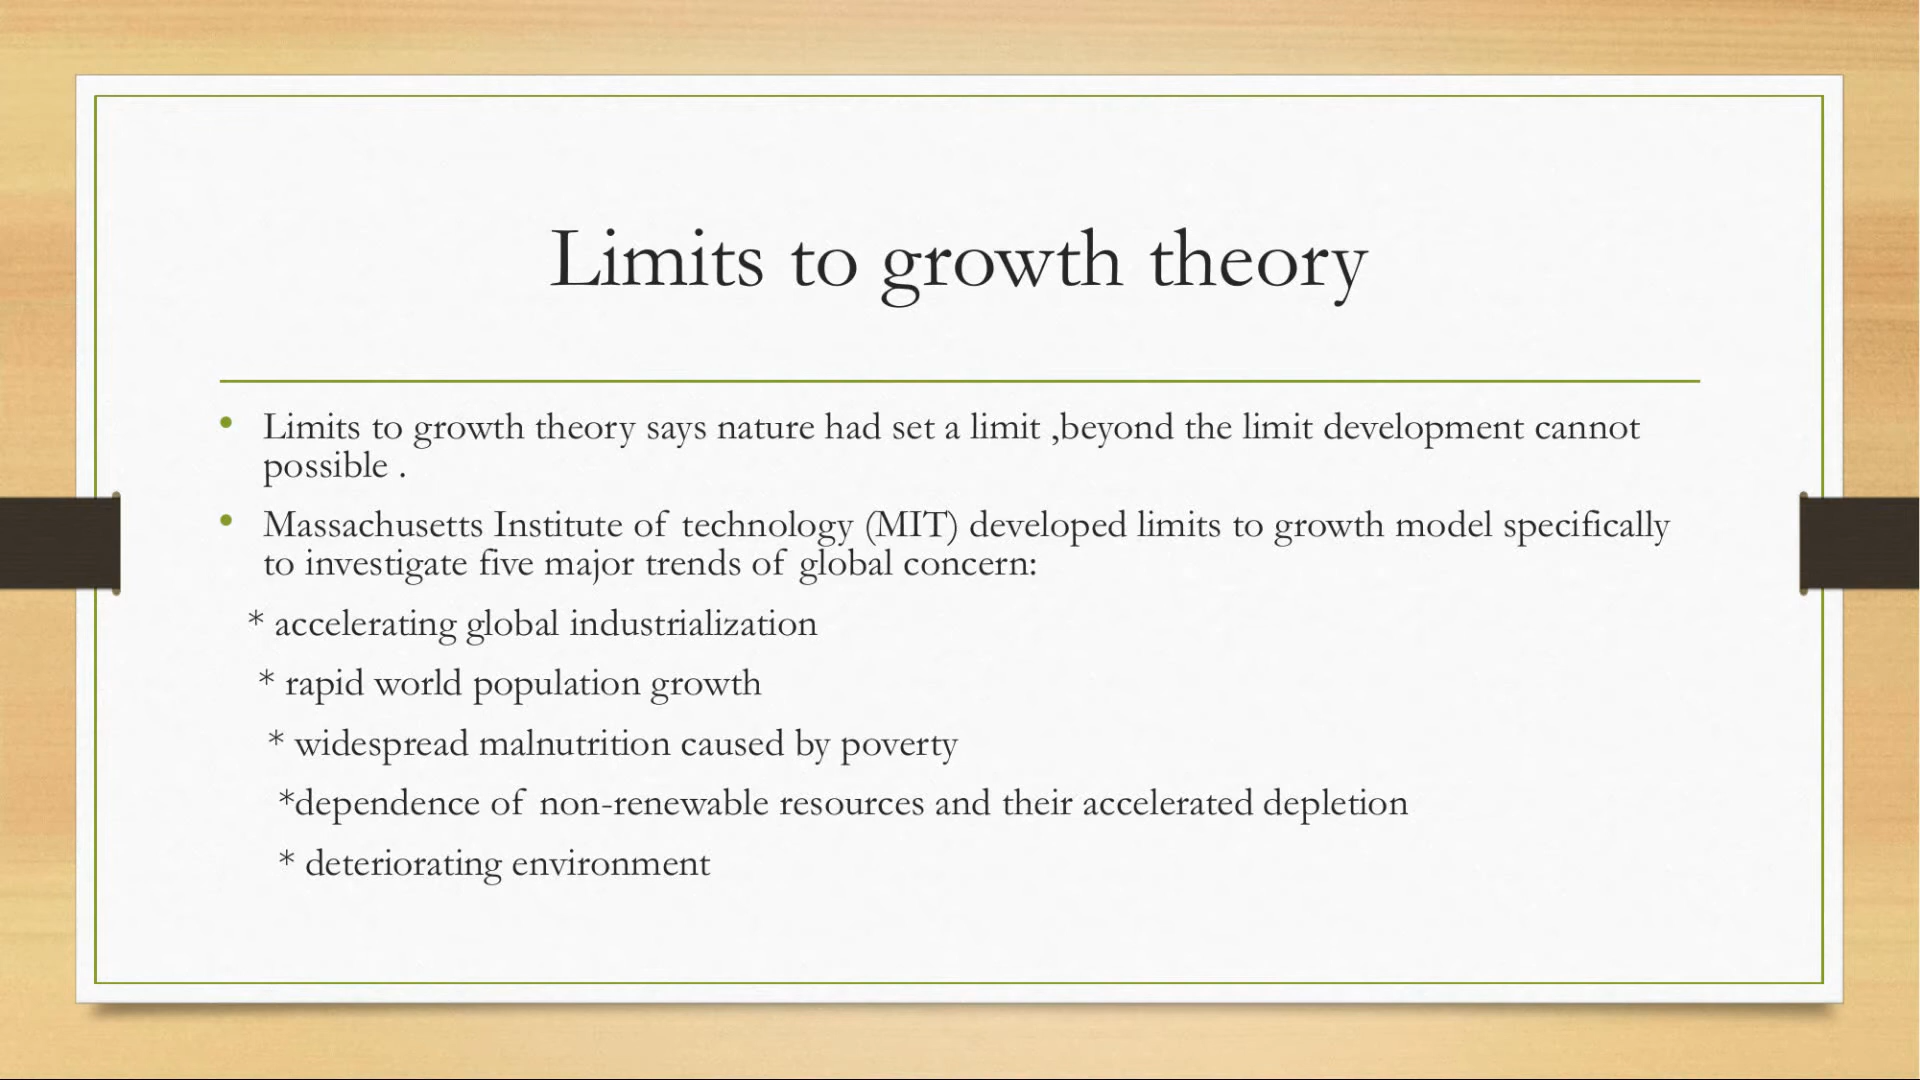 Limits to growth theory
• Limits to growth theory says nature had set a limit ,beyond the limit development cannot
possible .
• Massachusetts Institute of technology (MIT) developed limits to growth model specifically
to investigate five major trends of global concern:
* accelerating global industrialization
* rapid world population growth
* widespread malnutrition caused by poverty
*dependence of non-renewable resources and their accelerated depletion
* deteriorating environment